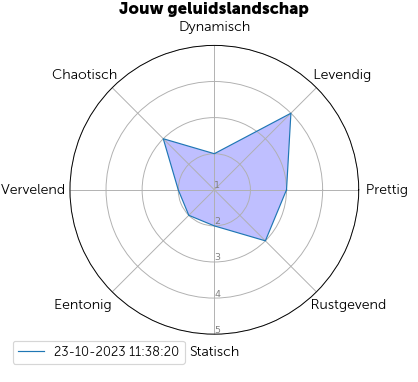 Jouw geluidslandschap
Dynamisch
Chaotisch
Levendig
Vervelend
1
Prettig
2
3
4
Eentonig
Rustgevend
5
23-10-2023 11:38:20
Statisch